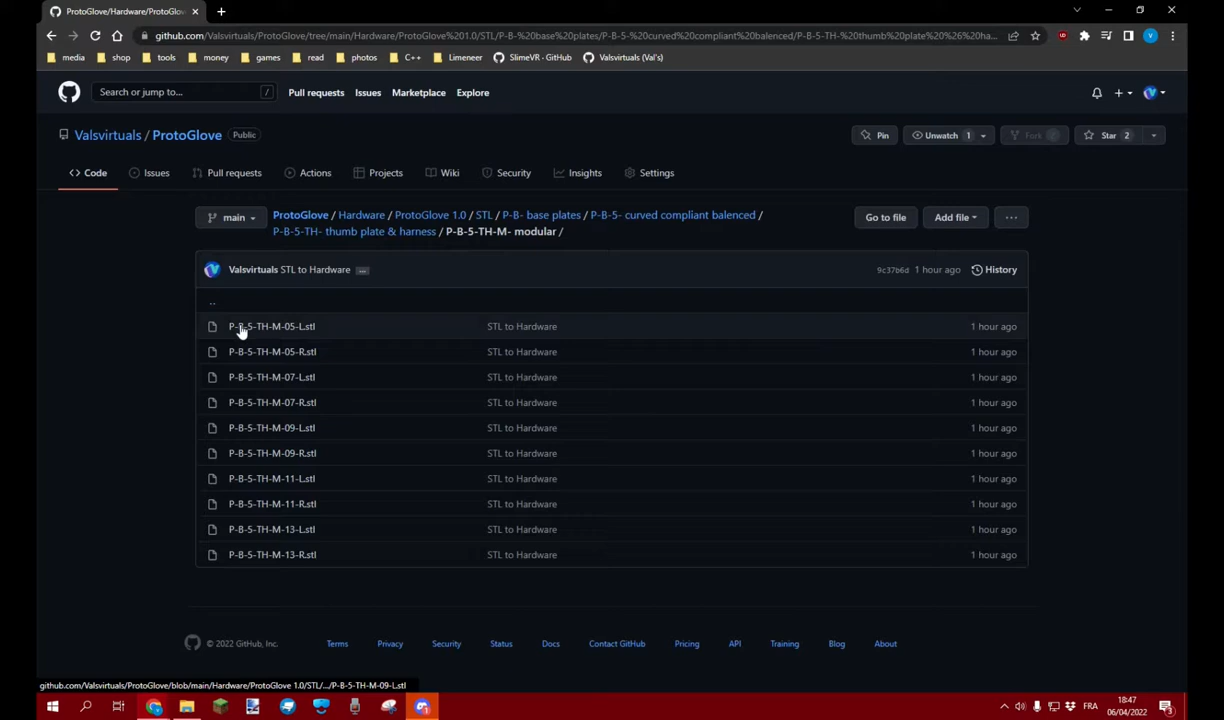 ProtoGlove/Hardware/ProtoGlov
github.com/Valsvirtuals/ProtoGlove/tree/main/Hardware/ProtoGlove%201.0/STL/P-B-%20base%20plates/P-B-5-%20curved%20compliant%20balenced/P-B-5-TH-%20thumb%20plate%20%26%20ha...
media shop tools money games read photos C++ Limeneer SlimeVR - GitHub Valsvirtuals (Val's)
Search or jump to... / Pull requests Issues Marketplace Explore
Valsvirtuals / ProtoGlove Public Pin Unwatch 1 Fork Star 2
Code Issues Pull requests Actions Projects Wiki Security Insights Settings
main ProtoGlove / Hardware / ProtoGlove 1.0 / STL / P-B- base plates / P-B-5- curved compliant balenced / Go to file Add file ...
P-B-5-TH- thumb plate & harness / P-B-5-TH-M- modular /
Valsvirtuals STL to Hardware ... 9c37b6d 1 hour ago History
..
P-B-5-TH-M-05-L.stl STL to Hardware 1 hour ago
P-B-5-TH-M-05-R.stl STL to Hardware 1 hour ago
P-B-5-TH-M-07-L.stl STL to Hardware 1 hour ago
P-B-5-TH-M-07-R.stl STL to Hardware 1 hour ago
P-B-5-TH-M-09-L.stl STL to Hardware 1 hour ago
P-B-5-TH-M-09-R.stl STL to Hardware 1 hour ago
P-B-5-TH-M-11-L.stl STL to Hardware 1 hour ago
P-B-5-TH-M-11-R.stl STL to Hardware 1 hour ago
P-B-5-TH-M-13-L.stl STL to Hardware 1 hour ago
P-B-5-TH-M-13-R.stl STL to Hardware 1 hour ago
© 2022 GitHub, Inc. Terms Privacy Security Status Docs Contact GitHub Pricing API Training Blog About
github.com/Valsvirtuals/ProtoGlove/blob/main/Hardware/ProtoGlove 1.0/STL/.../P-B-5-TH-M-09-L.stl
FRA 18:47
06/04/2022 3